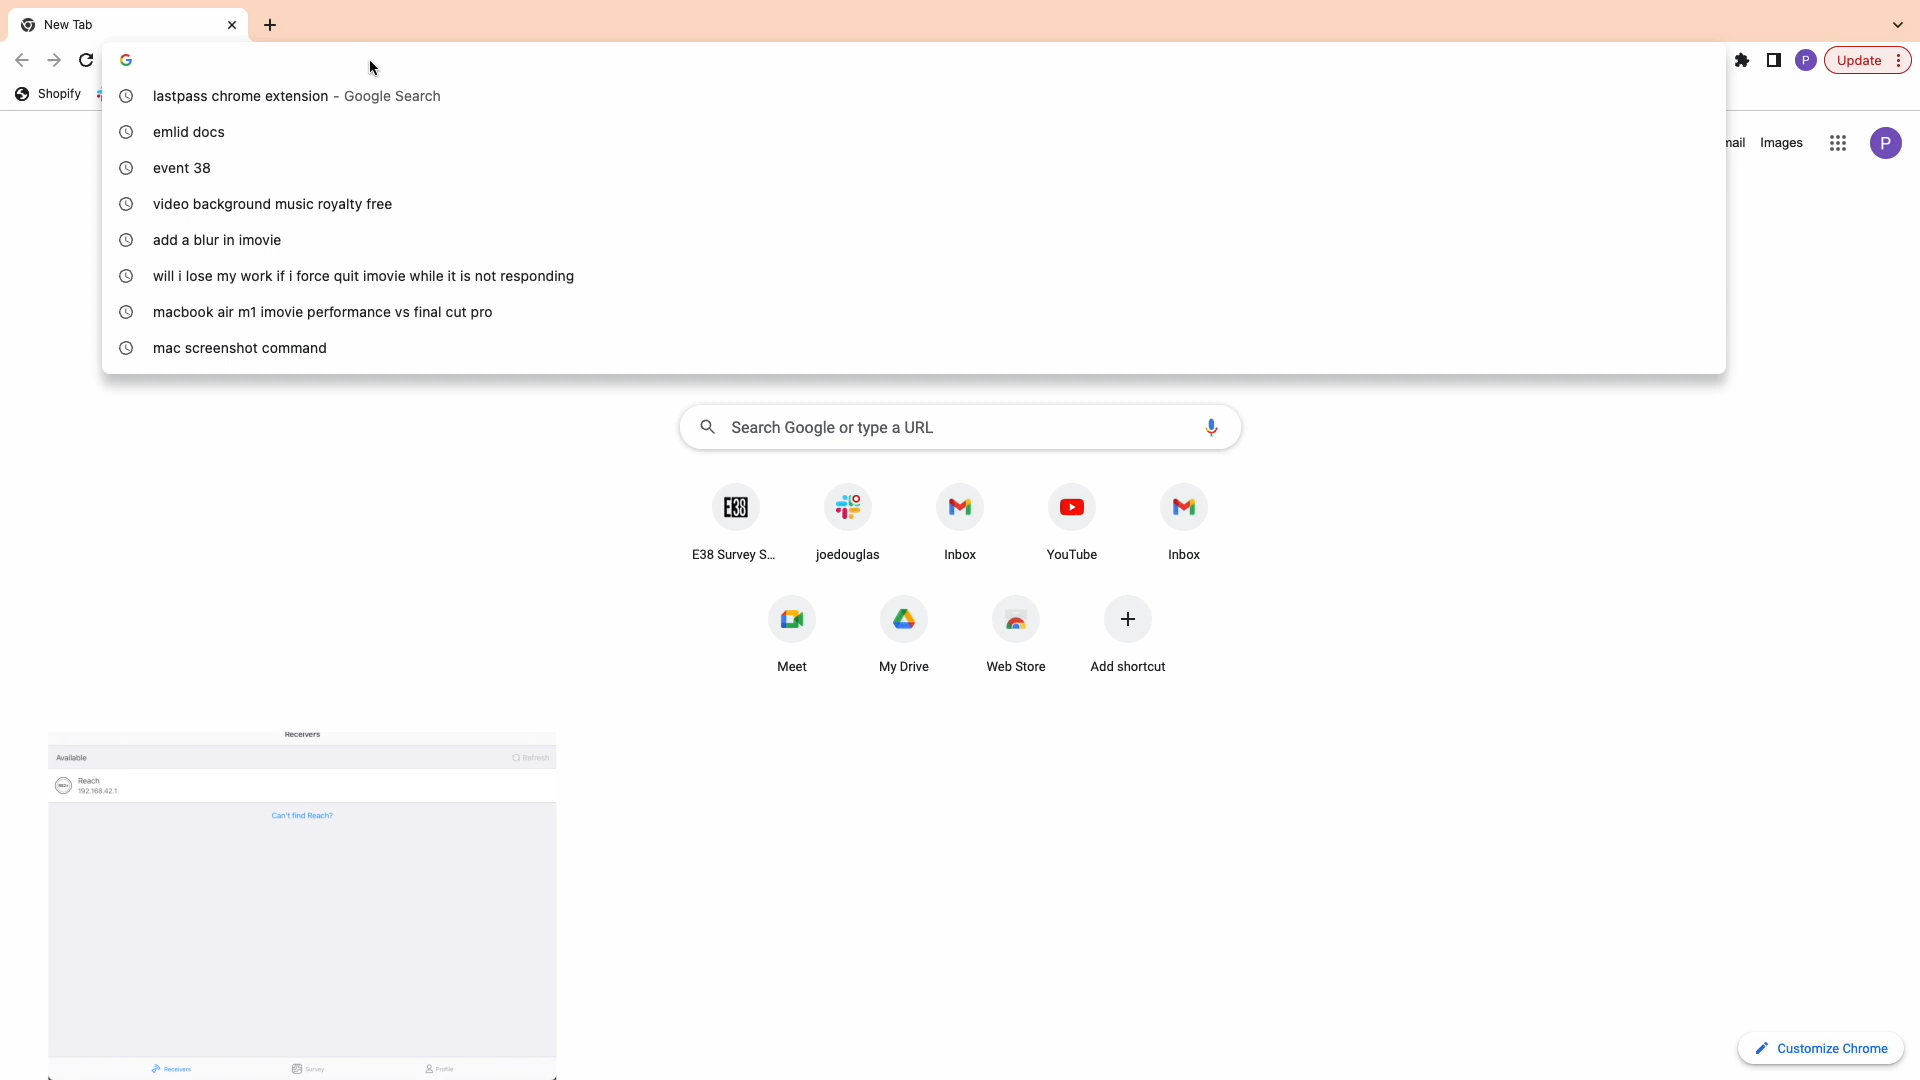 New Tab
Update
Shopify
lastpass chrome extension - Google Search
emlid docs
event 38
mail Images P
video background music royalty free
add a blur in imovie
will i lose my work if i force quit imovie while it is not responding
macbook air m1 imovie performance vs final cut pro
mac screenshot command
Search Google or type a URL
E38
E38 Survey S... joedouglas Inbox YouTube Inbox
Meet My Drive Web Store Add shortcut
Receivers
Available Refresh
Reach
192.168.42.1
Can't find Reach?
Receivers Survey Profile
Customize Chrome